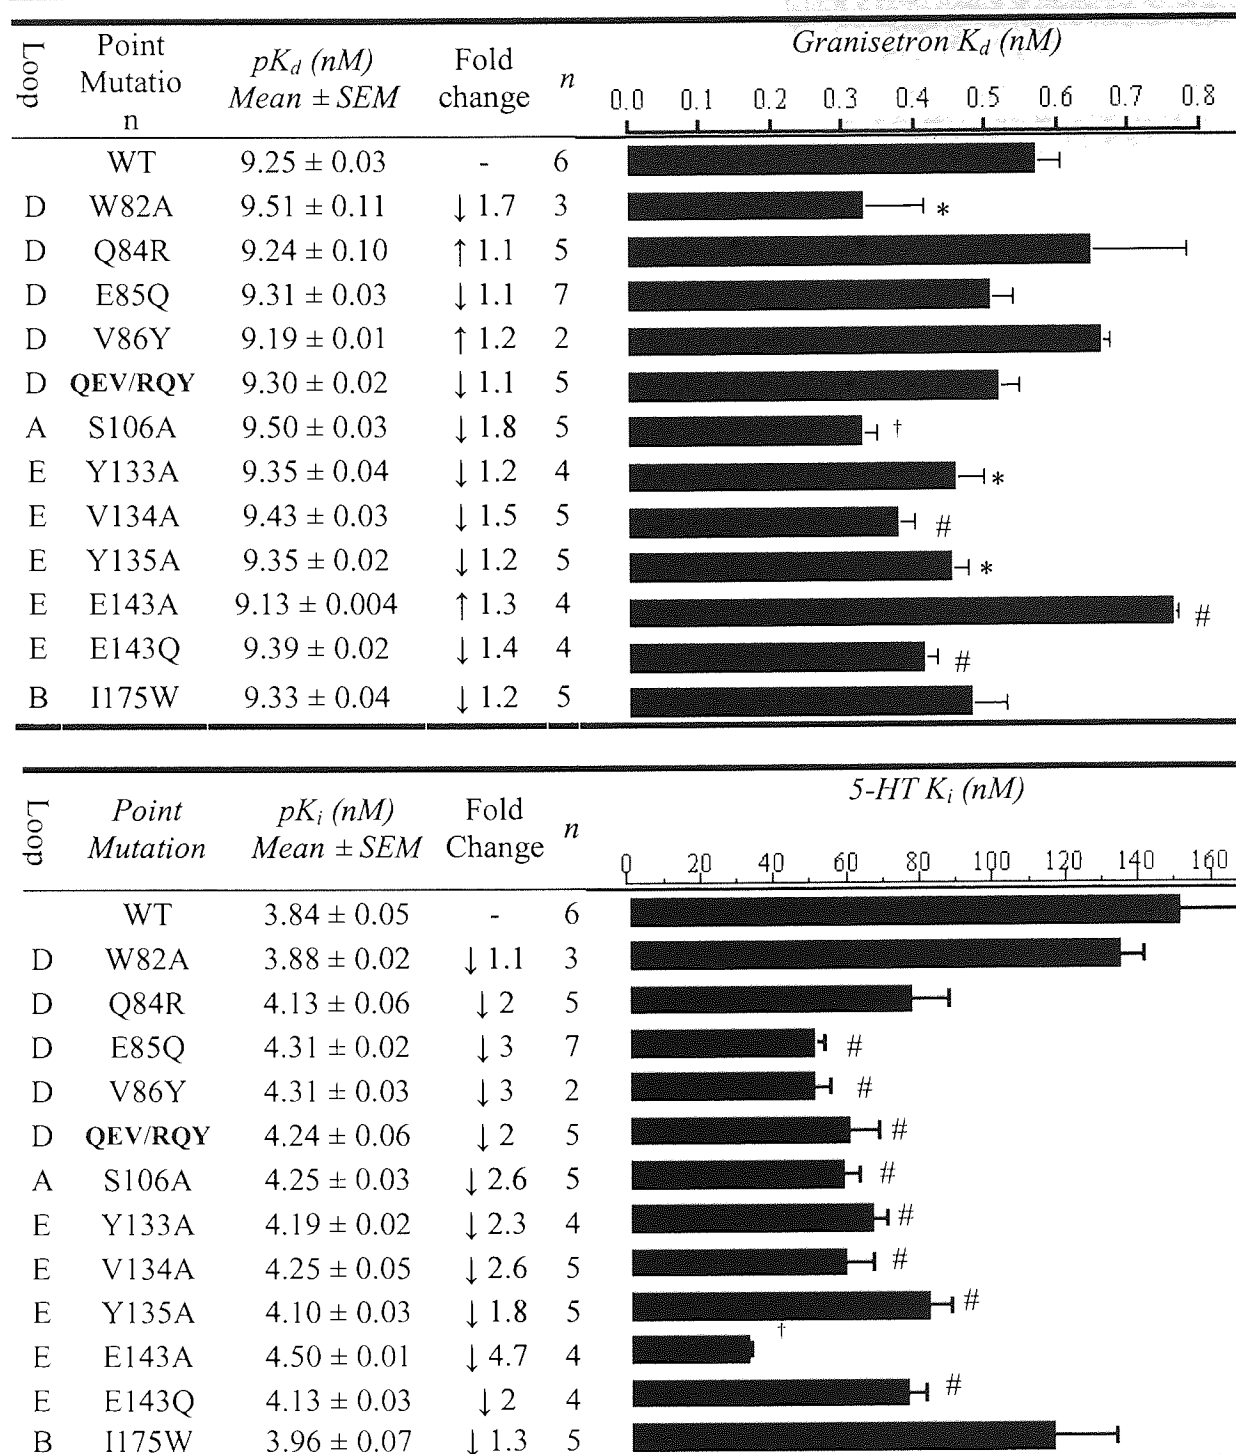 Loop Point Mutatio n pKd (nM) Mean ± SEM Fold change n Granisetron Kd (nM)
0.0 0.1 0.2 0.3 0.4 0.5 0.6 0.7 0.8
WT 9.25 ± 0.03 - 6
D W82A 9.51 ± 0.11 ↓ 1.7 3 *
D Q84R 9.24 ± 0.10 ↑ 1.1 5
D E85Q 9.31 ± 0.03 ↓ 1.1 7
D V86Y 9.19 ± 0.01 ↑ 1.2 2
D QEV/RQY 9.30 ± 0.02 ↓ 1.1 5
A S106A 9.50 ± 0.03 ↓ 1.8 5 †
E Y133A 9.35 ± 0.04 ↓ 1.2 4 *
E V134A 9.43 ± 0.03 ↓ 1.5 5 #
E Y135A 9.35 ± 0.02 ↓ 1.2 5 *
E E143A 9.13 ± 0.004 ↑ 1.3 4 #
E E143Q 9.39 ± 0.02 ↓ 1.4 4 #
B I175W 9.33 ± 0.04 ↓ 1.2 5
Loop Point Mutation pKi (nM) Mean ± SEM Fold Change n 5-HT Ki (nM)
0 20 40 60 80 100 120 140 160
WT 3.84 ± 0.05 - 6
D W82A 3.88 ± 0.02 ↓ 1.1 3
D Q84R 4.13 ± 0.06 ↓ 2 5
D E85Q 4.31 ± 0.02 ↓ 3 7 #
D V86Y 4.31 ± 0.03 ↓ 3 2 #
D QEV/RQY 4.24 ± 0.06 ↓ 2 5 #
A S106A 4.25 ± 0.03 ↓ 2.6 5 #
E Y133A 4.19 ± 0.02 ↓ 2.3 4 #
E V134A 4.25 ± 0.05 ↓ 2.6 5 #
E Y135A 4.10 ± 0.03 ↓ 1.8 5 #
E E143A 4.50 ± 0.01 ↓ 4.7 4 †
E E143Q 4.13 ± 0.03 ↓ 2 4 #
B I175W 3.96 ± 0.07 ↓ 1.3 5